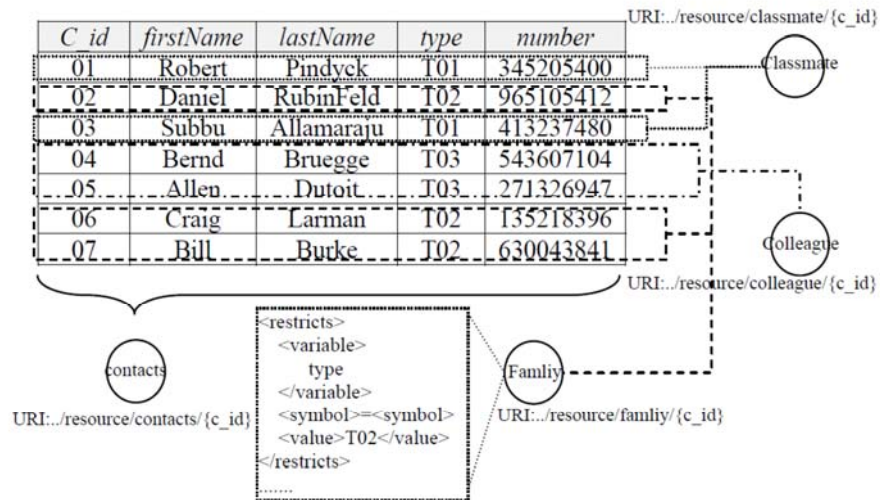 URI:../resource/classmate/{c_id}
C_id firstName lastName type number
01 Robert Pindyck T01 345205400
Classmate
02 Daniel RubinFeld T02 965105412
03 Subbu Allamaraju T01 413237480
04 Bernd Bruegge T03 543607104
05 Allen Dutoit T03 271326947
06 Craig Larman T02 135218396
07 Bill Burke T02 630043841
Colleague
URI:../resource/colleague/{c_id}
<restricts>
<variable>
type
</variable>
<symbol>=<symbol>
<value>T02</value>
</restricts>
.......
contacts
URI:../resource/contacts/{c_id}
Famliy
URI:../resource/famliy/{c_id}